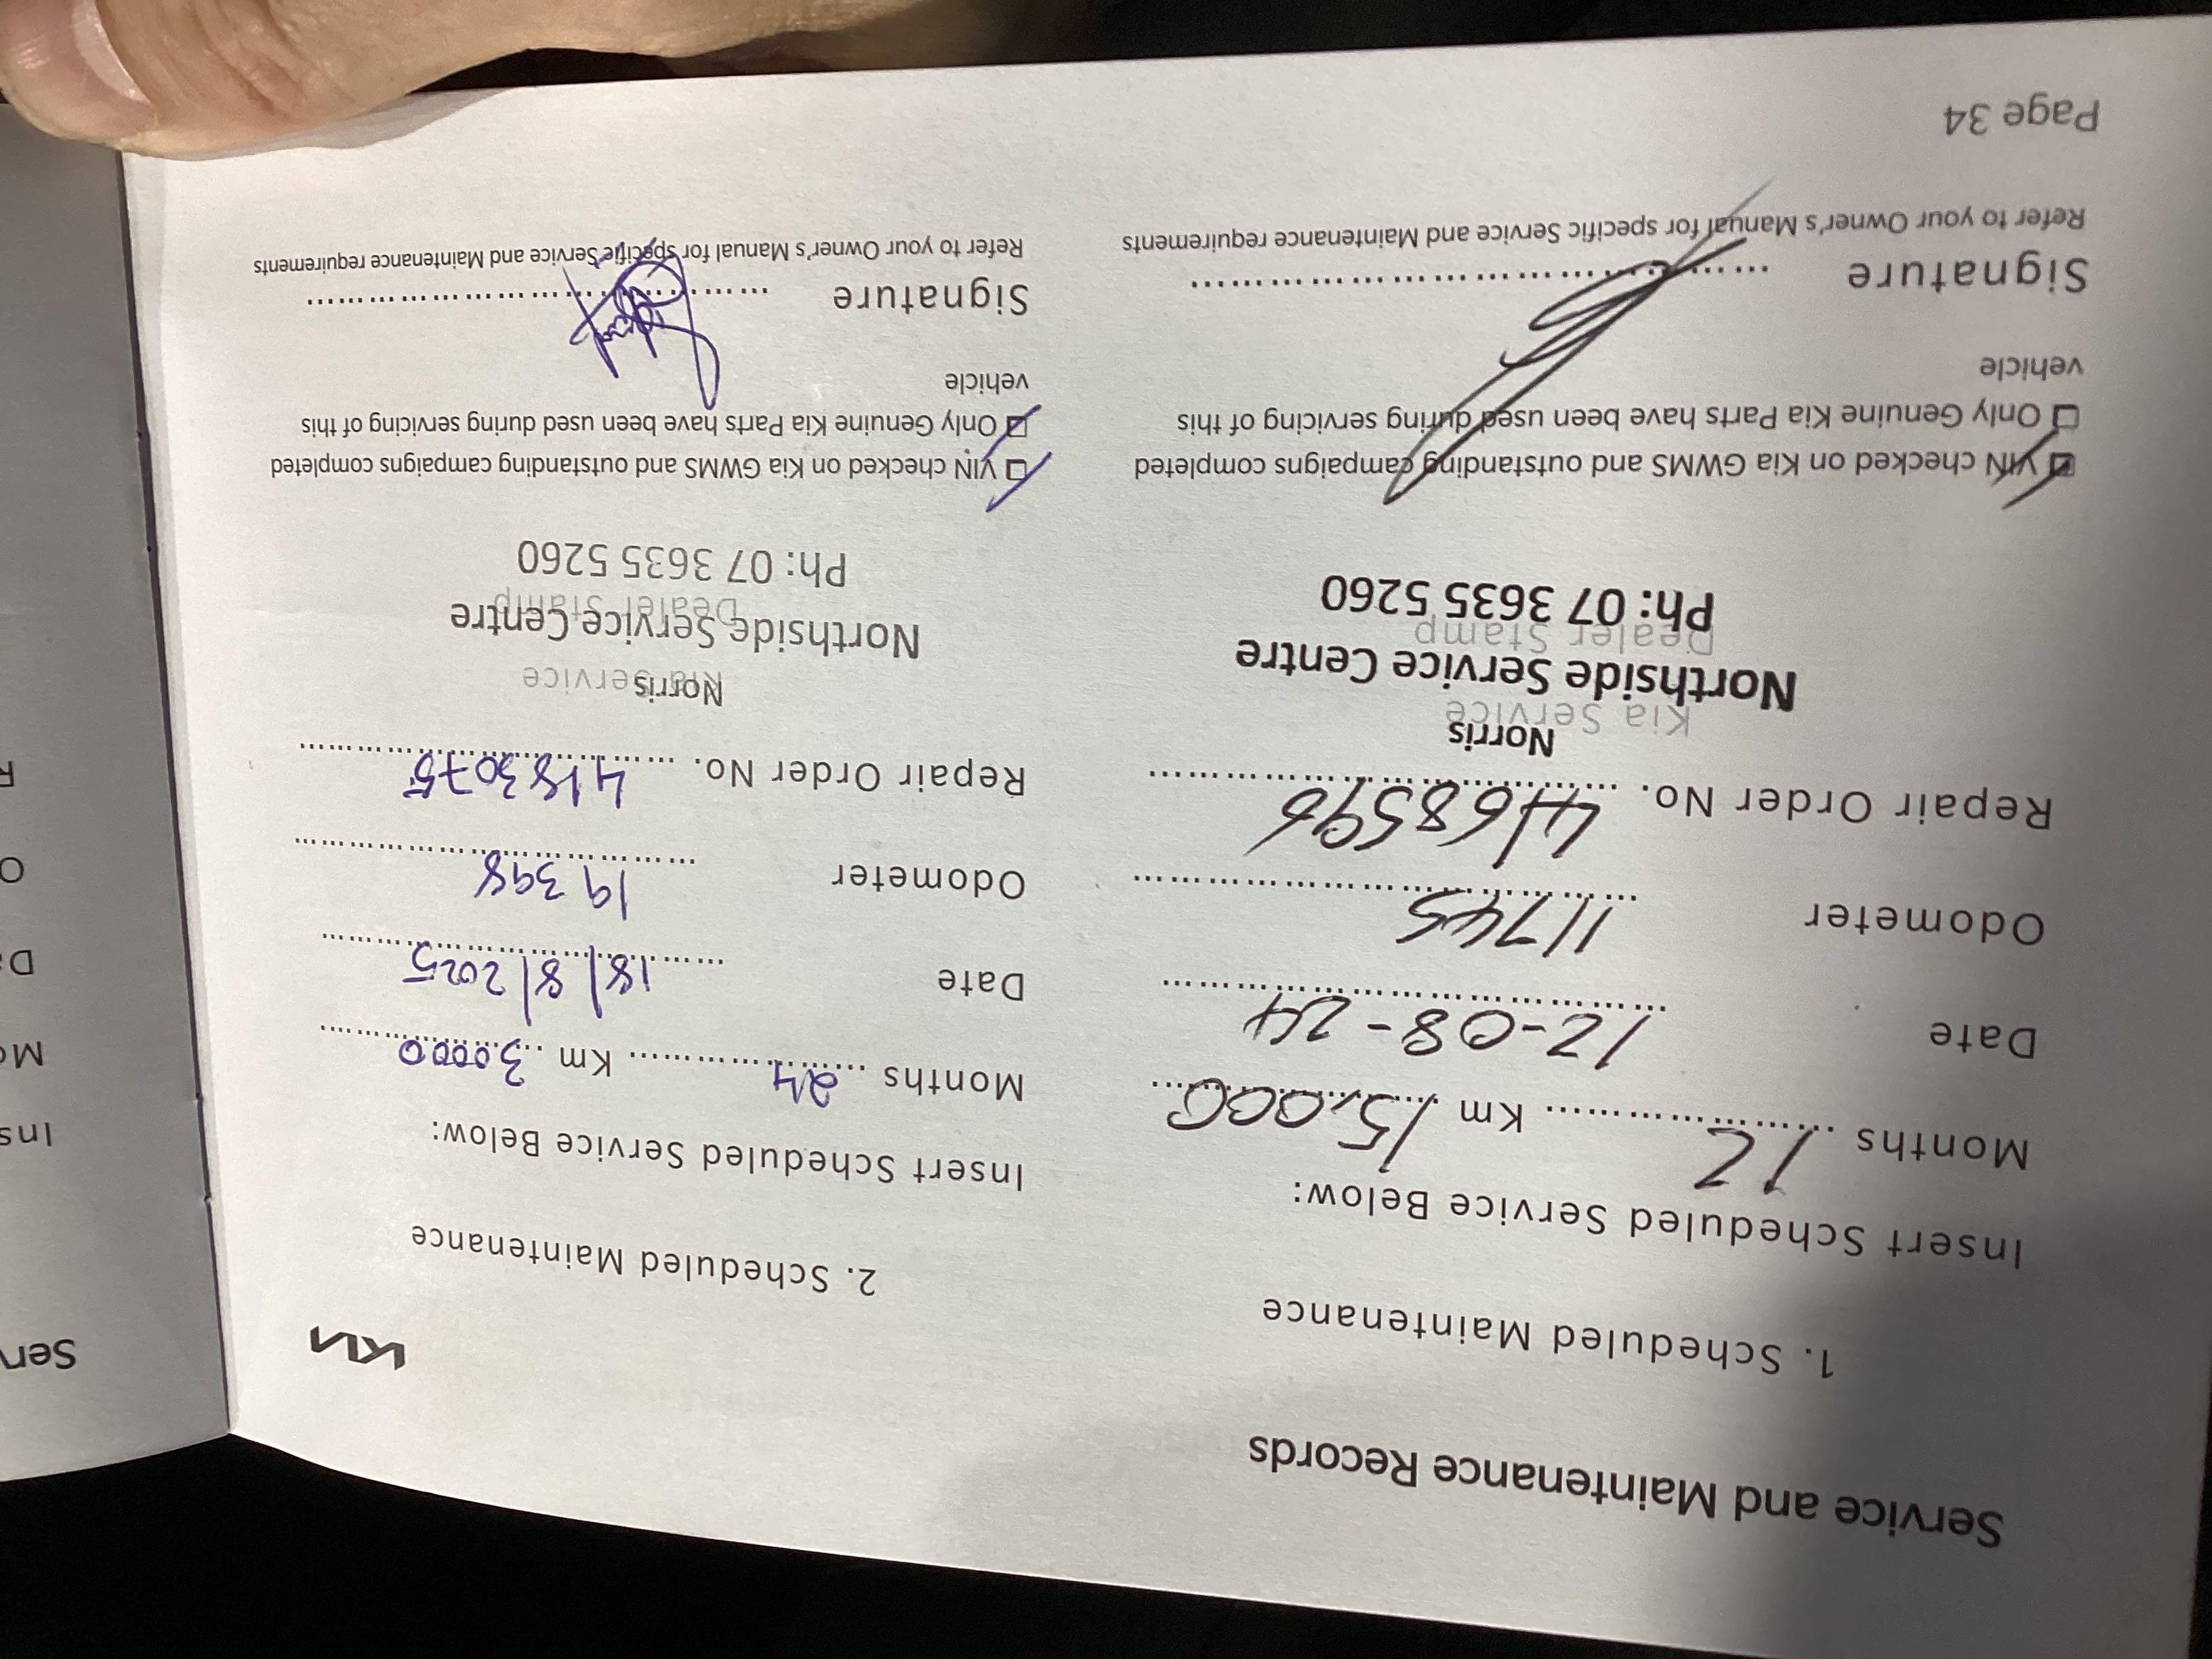 Service and Maintenance Records
KIA
1. Scheduled Maintenance
Insert Scheduled Service Below:
Months 12 Km 15,000
Date 12-08-24
Odometer 11745
Repair Order No. 4168596
Kia Service
Norris
Northside Service Centre
Dealer Stamp
Ph: 07 3635 5260
VIN checked on Kia GWMS and outstanding campaigns completed
Only Genuine Kia Parts have been used during servicing of this
vehicle
Signature
Refer to your Owner's Manual for specific Service and Maintenance requirements
Page 34
2. Scheduled Maintenance
Insert Scheduled Service Below:
Months 24 Km 30000
Date 18/8/2025
Odometer 19398
Repair Order No. 4183075
Kia Service
Norris
Northside Service Centre
Dealer Stamp
Ph: 07 3635 5260
VIN checked on Kia GWMS and outstanding campaigns completed
Only Genuine Kia Parts have been used during servicing of this
vehicle
Signature
Refer to your Owner's Manual for specific Service and Maintenance requirements